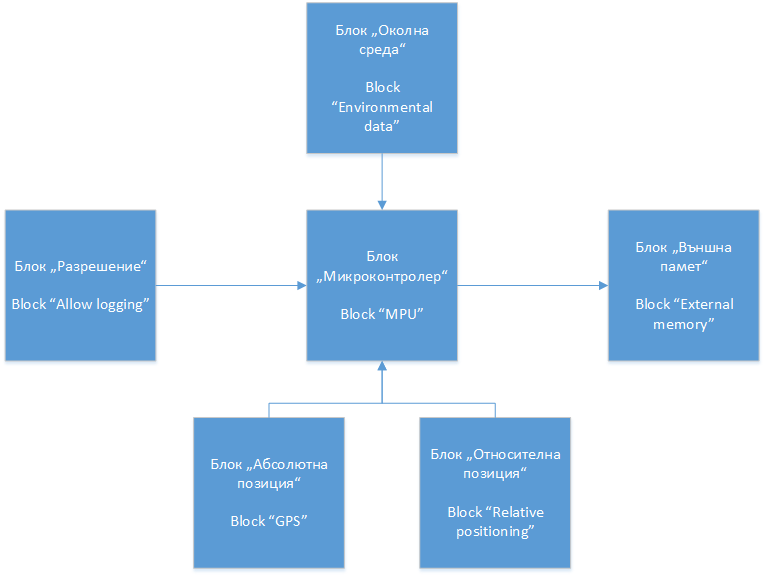 Блок „Околна
среда“
Block
“Environmental
data”
Блок „Разрешение“
Block “Allow logging”
Блок
„Микроконтролер“
Block “MPU”
Блок „Външна
памет“
Block “External
memory”
Блок „Абсолютна
позиция“
Block “GPS”
Блок „Относителна
позиция“
Block “Relative
positioning”